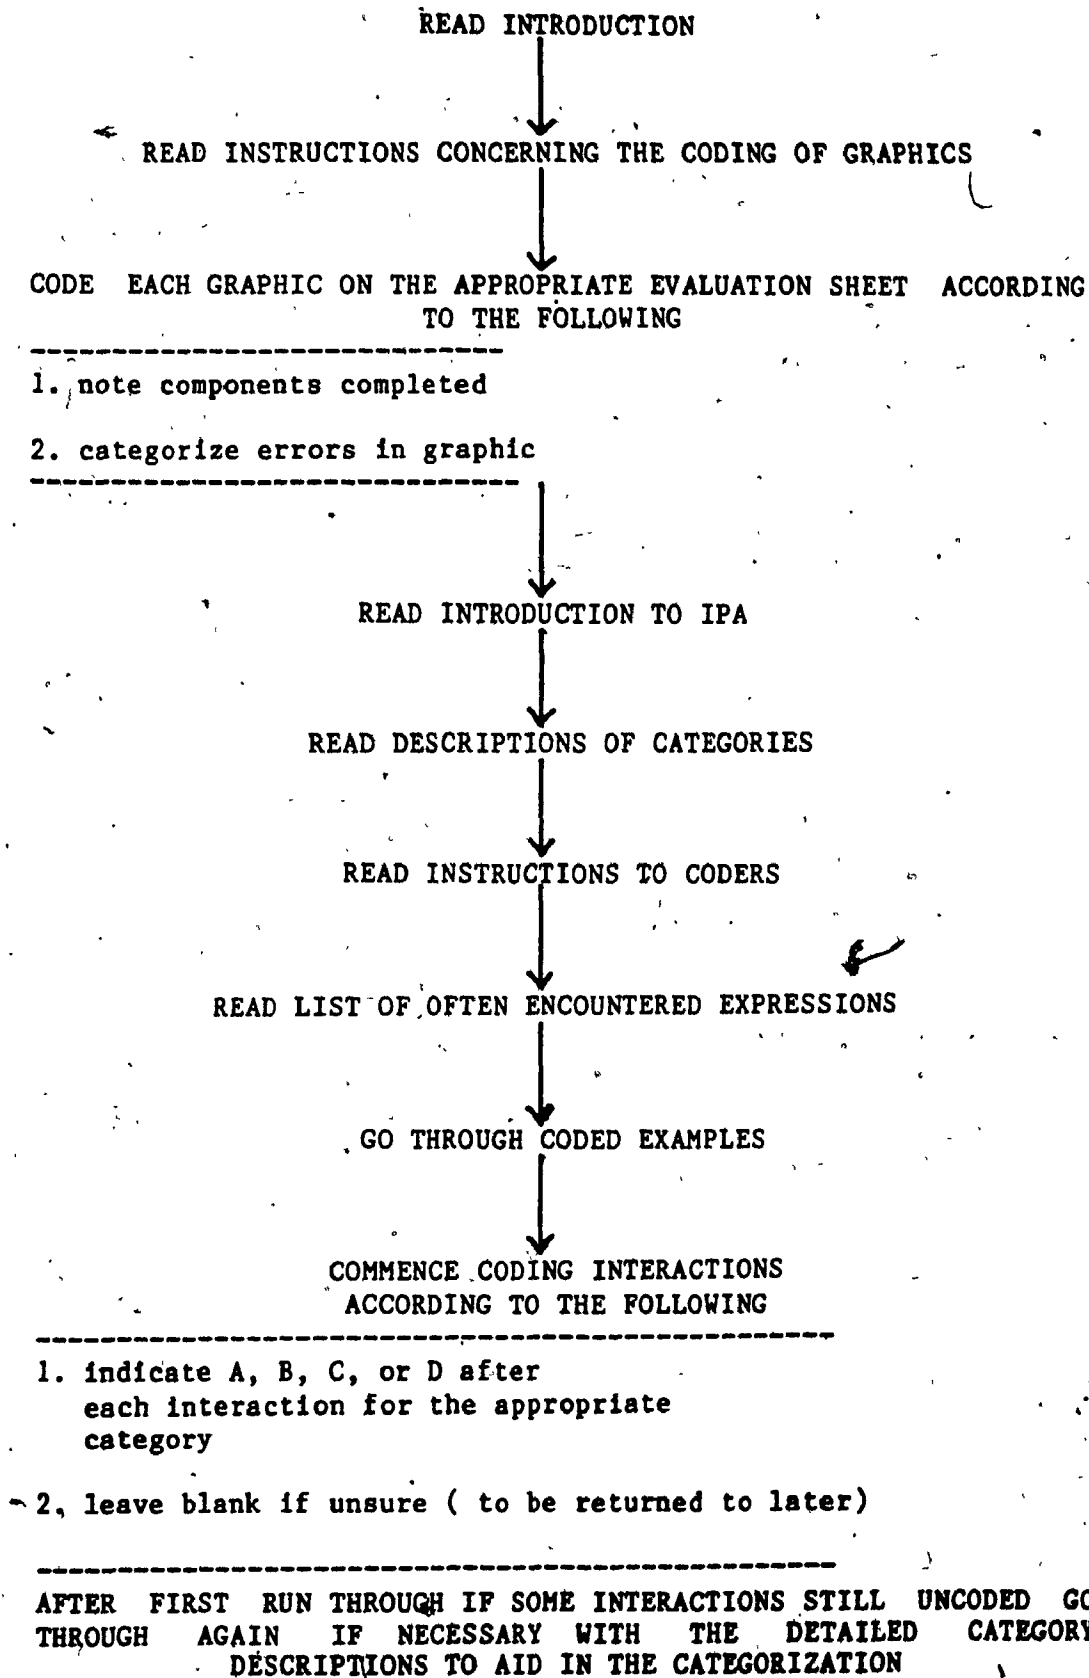 READ INTRODUCTION
READ INSTRUCTIONS CONCERNING THE CODING OF GRAPHICS
CODE EACH GRAPHIC ON THE APPROPRIATE EVALUATION SHEET ACCORDING
TO THE FOLLOWING
1. note components completed
2. categorize errors in graphic
READ INTRODUCTION TO IPA
READ DESCRIPTIONS OF CATEGORIES
READ INSTRUCTIONS TO CODERS
READ LIST OF OFTEN ENCOUNTERED EXPRESSIONS
GO THROUGH CODED EXAMPLES
COMMENCE CODING INTERACTIONS
ACCORDING TO THE FOLLOWING
1. indicate A, B, C, or D after
each interaction for the appropriate
category
2, leave blank if unsure ( to be returned to later)
AFTER FIRST RUN THROUGH IF SOME INTERACTIONS STILL UNCODED GO
THROUGH AGAIN IF NECESSARY WITH THE DETAILED CATEGORY
DESCRIPTIONS TO AID IN THE CATEGORIZATION